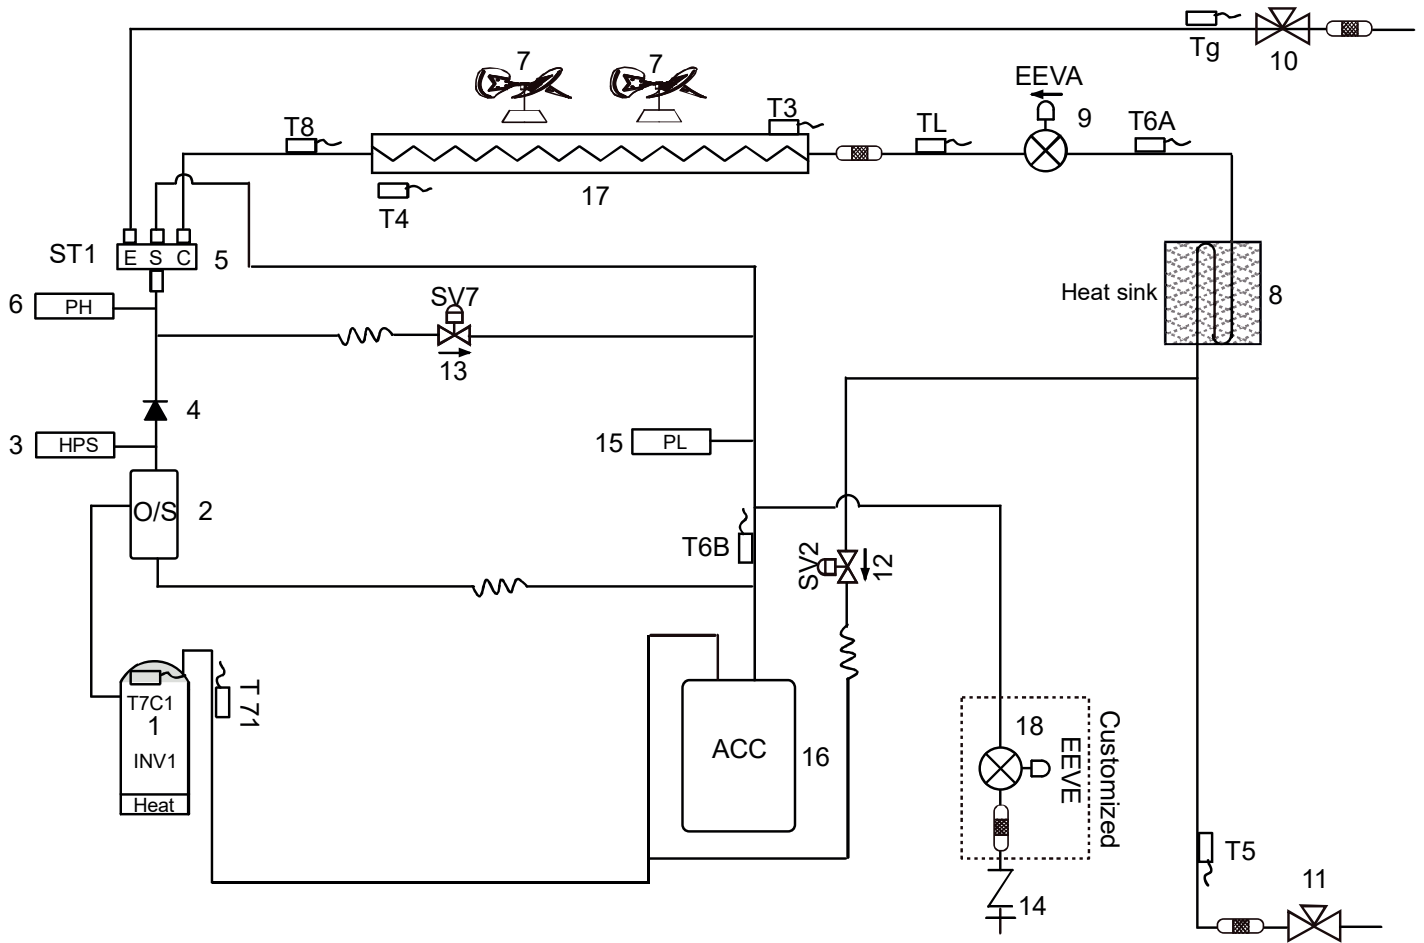 Tg
10
7
7
EEVA
9
T3
T8
TL
T6A
17
T4
ST1
E S C
5
6
PH
SV7
13
Heat sink
8
4
3
HPS
15
PL
O/S
2
T6B
SV2
12
T7C1
1
INV1
Heat
T 71
ACC
16
18
EEVE
Customized
14
T5
11